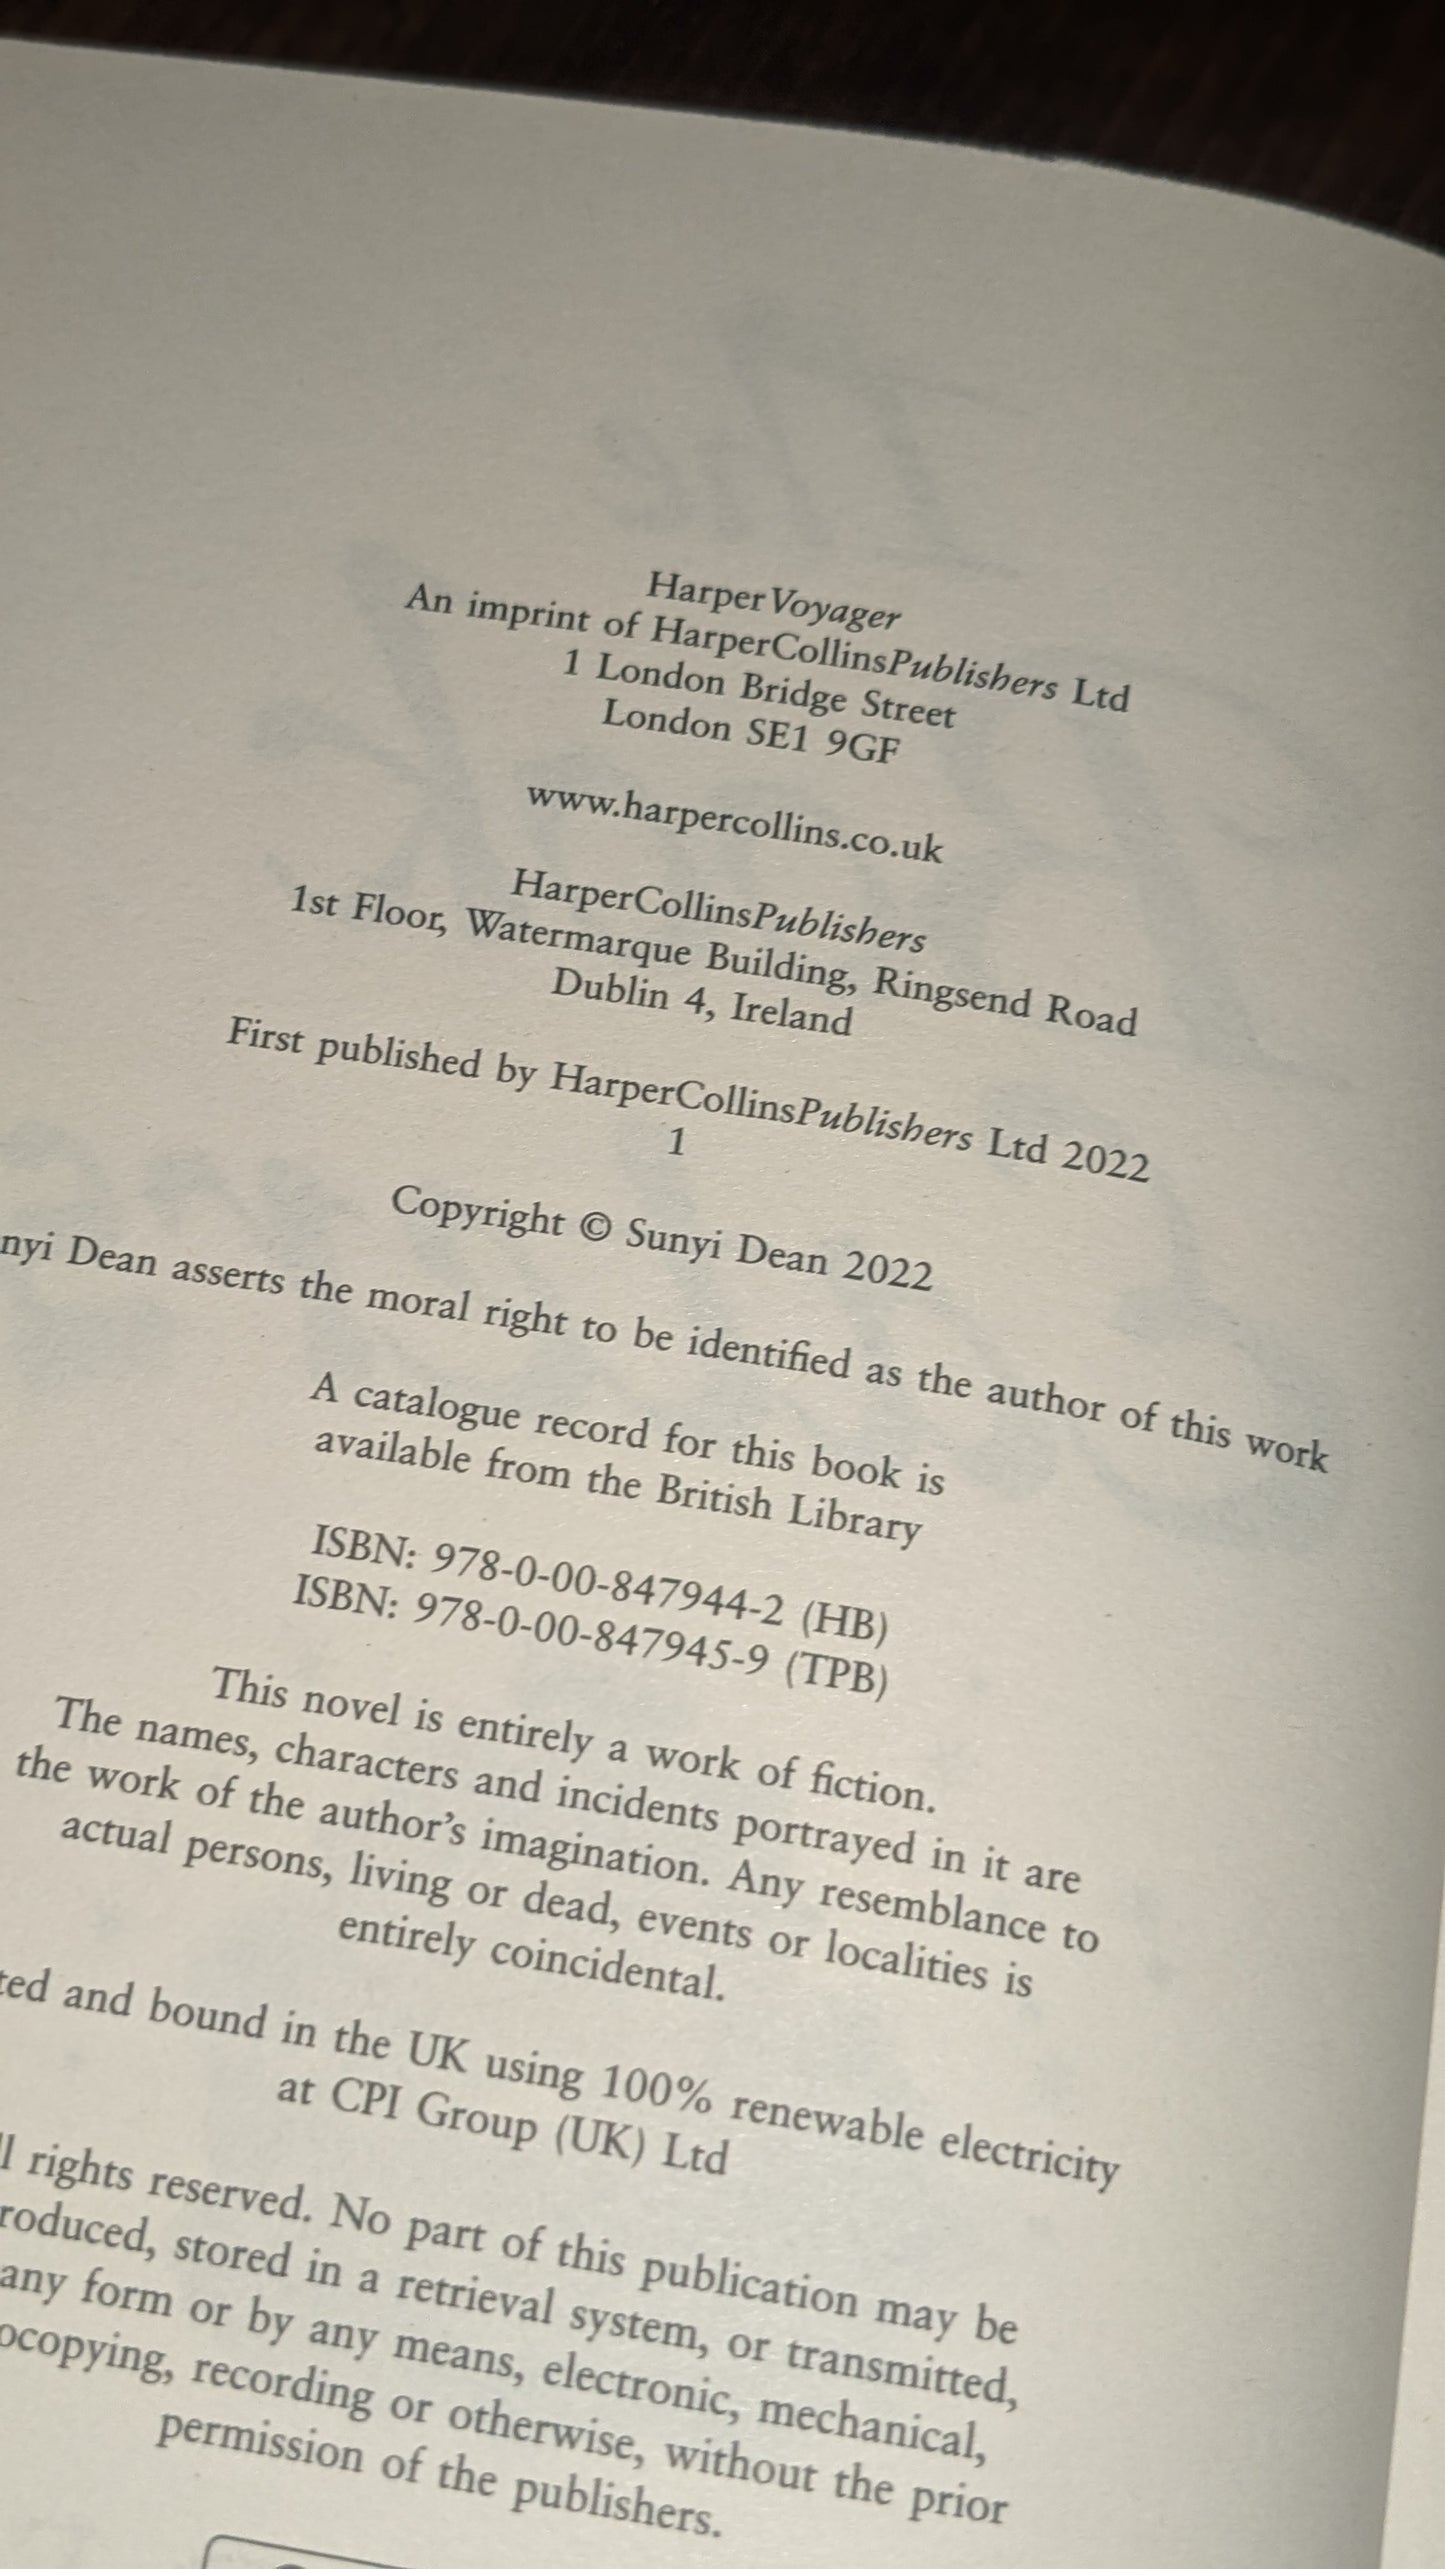 HarperVoyager
An imprint of HarperCollinsPublishers Ltd
1 London Bridge Street
London SE1 9GF
www.harpercollins.co.uk
HarperCollinsPublishers
1st Floor, Watermarque Building, Ringsend Road
Dublin 4, Ireland
First published by HarperCollinsPublishers Ltd 2022
1
Copyright © Sunyi Dean 2022
nyi Dean asserts the moral right to be identified as the author of this work
A catalogue record for this book is
available from the British Library
ISBN: 978-0-00-847944-2 (HB)
ISBN: 978-0-00-847945-9 (TPB)
This novel is entirely a work of fiction.
The names, characters and incidents portrayed in it are
the work of the author's imagination. Any resemblance to
actual persons, living or dead, events or localities is
entirely coincidental.
ted and bound in the UK using 100% renewable electricity
at CPI Group (UK) Ltd
ll rights reserved. No part of this publication may be
roduced, stored in a retrieval system, or transmitted,
any form or by any means, electronic, mechanical,
ocopying, recording or otherwise, without the prior
permission of the publishers.